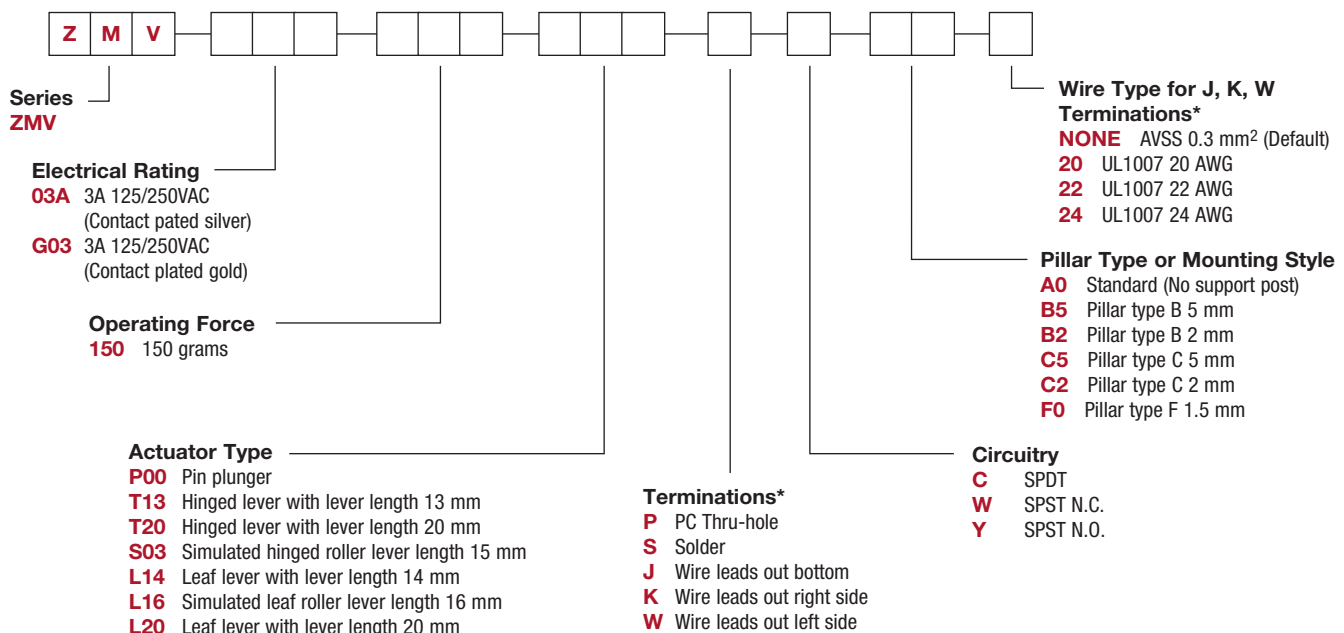 Z M V
Series
ZMV
Electrical Rating
03A 3A 125/250VAC
(Contact pated silver)
G03 3A 125/250VAC
(Contact plated gold)
Operating Force
150 150 grams
Actuator Type
P00 Pin plunger
T13 Hinged lever with lever length 13 mm
T20 Hinged lever with lever length 20 mm
S03 Simulated hinged roller lever length 15 mm
L14 Leaf lever with lever length 14 mm
L16 Simulated leaf roller lever length 16 mm
L20 Leaf lever with lever length 20 mm
Terminations*
P PC Thru-hole
S Solder
J Wire leads out bottom
K Wire leads out right side
W Wire leads out left side
Circuitry
C SPDT
W SPST N.C.
Y SPST N.O.
Pillar Type or Mounting Style
A0 Standard (No support post)
B5 Pillar type B 5 mm
B2 Pillar type B 2 mm
C5 Pillar type C 5 mm
C2 Pillar type C 2 mm
F0 Pillar type F 1.5 mm
Wire Type for J, K, W
Terminations*
NONE AVSS 0.3 mm² (Default)
20 UL1007 20 AWG
22 UL1007 22 AWG
24 UL1007 24 AWG